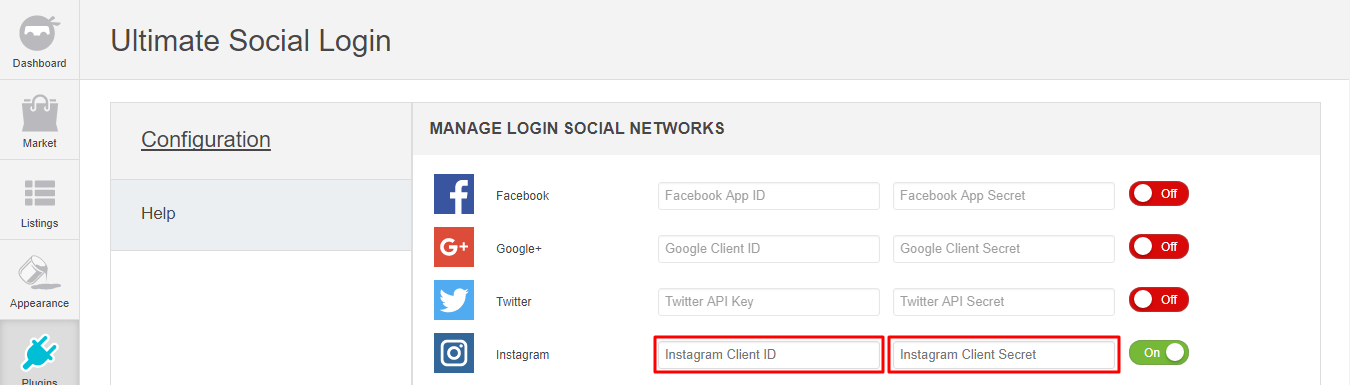 Ultimate Social Login
Dashboard
Market
Listings
Appearance
Plugins
Configuration
Help
MANAGE LOGIN SOCIAL NETWORKS
Facebook Facebook App ID Facebook App Secret Off
G+ Google+ Google Client ID Google Client Secret Off
Twitter Twitter API Key Twitter API Secret Off
Instagram Instagram Client ID Instagram Client Secret On